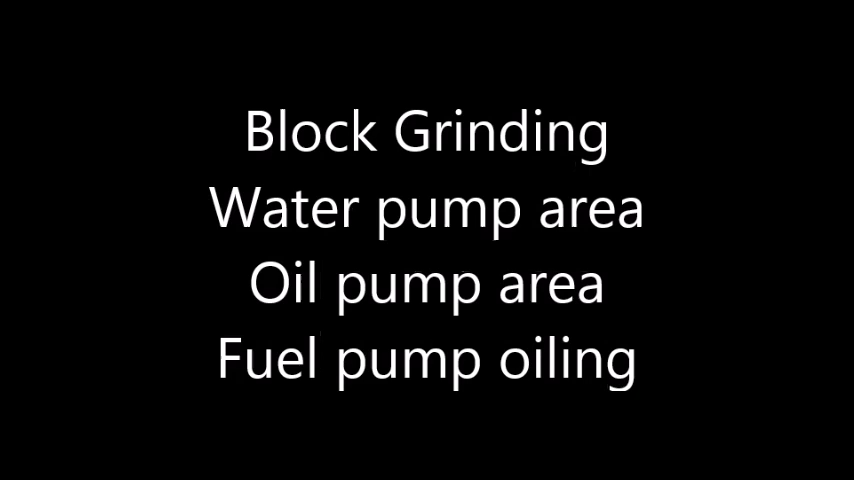 Block Grinding
Water pump area
Oil pump area
Fuel pump oiling